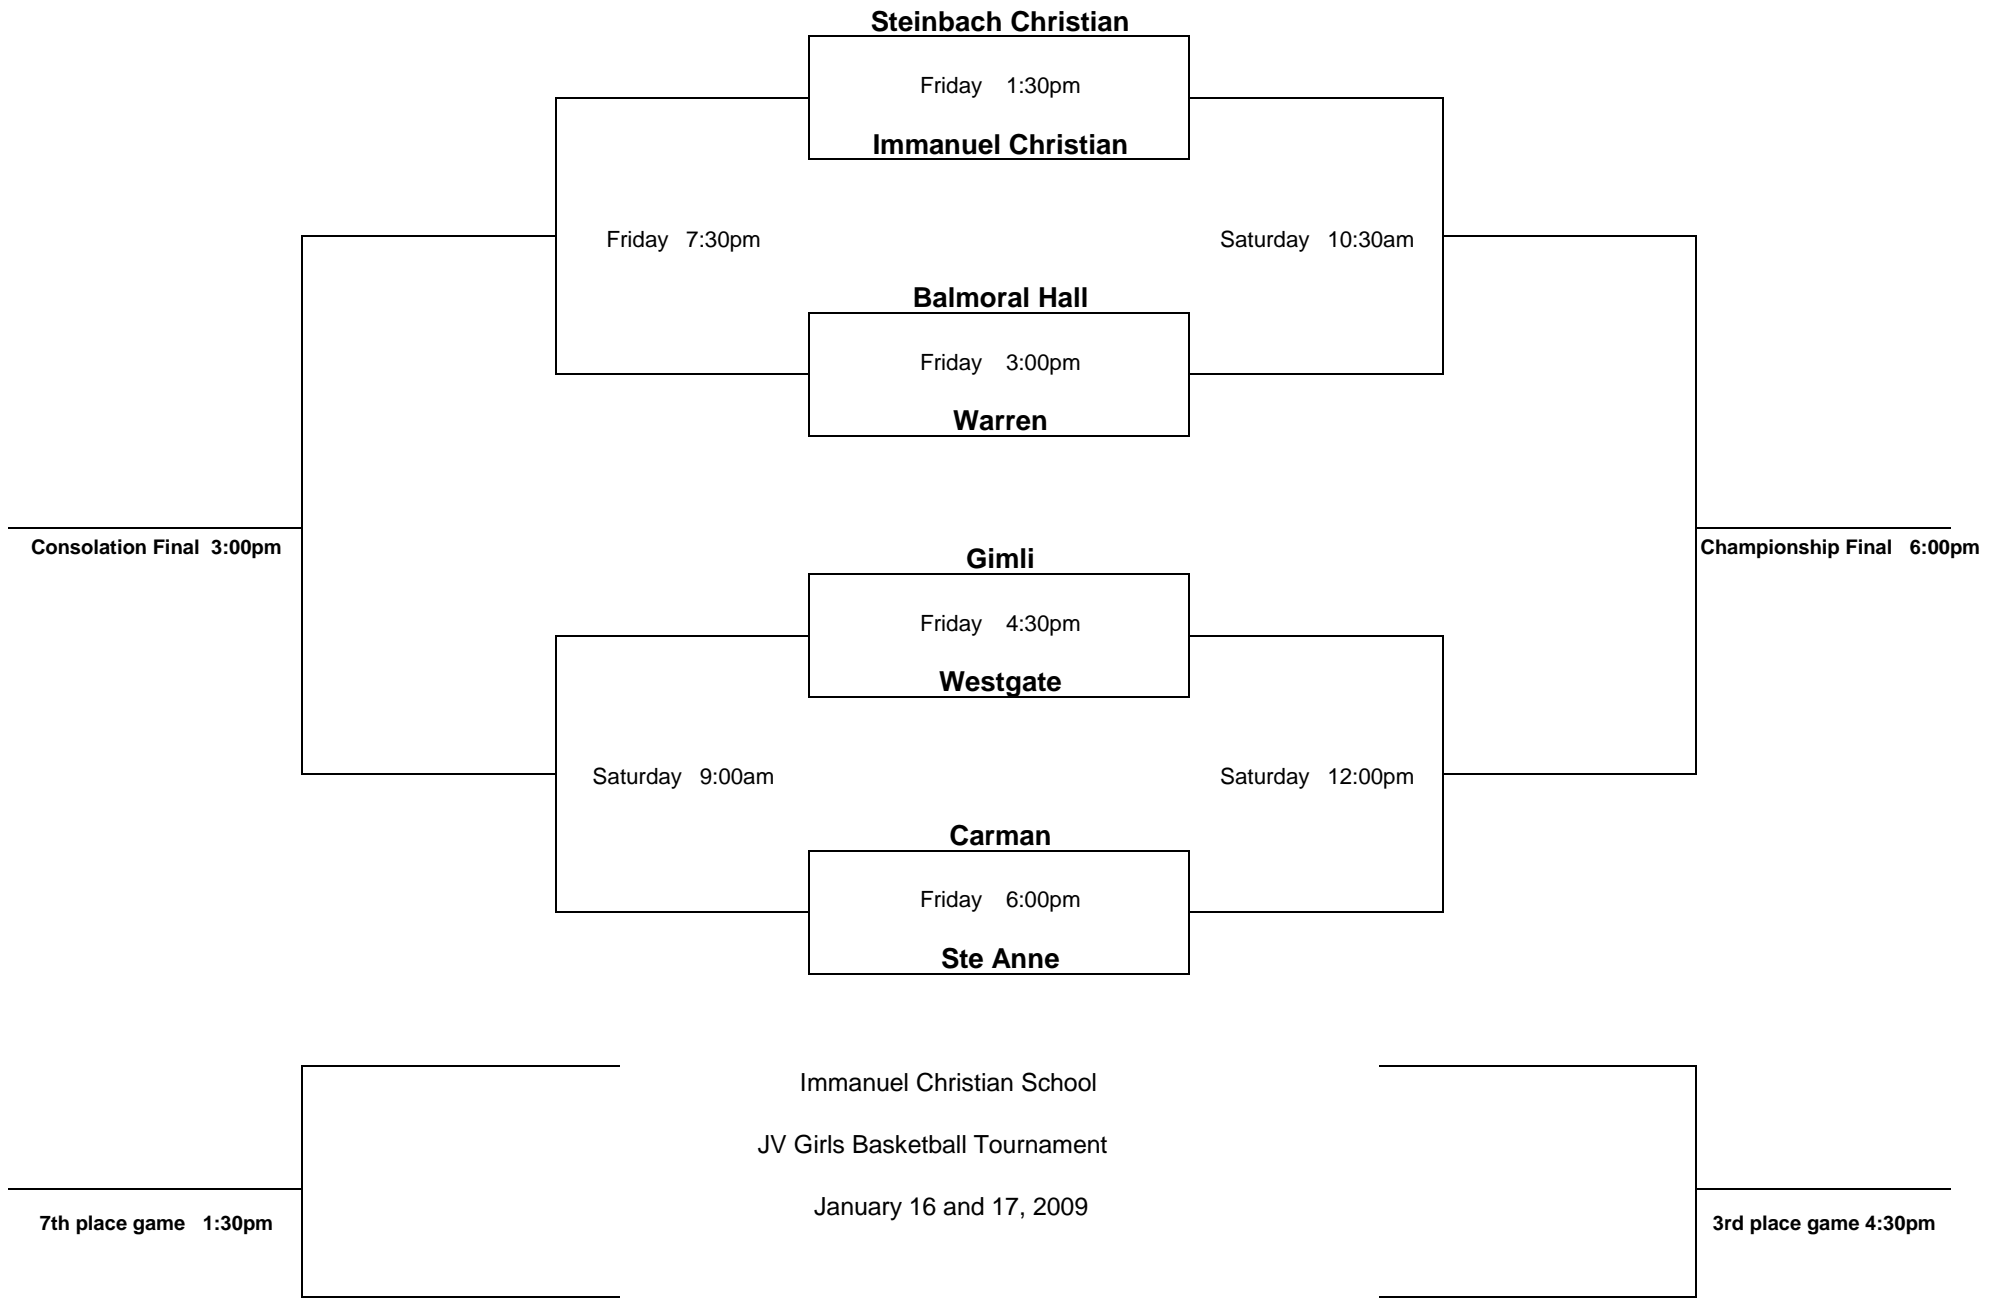 Steinbach Christian
Friday 1:30pm
Immanuel Christian
Friday 7:30pm
Saturday 10:30am
Balmoral Hall
Friday 3:00pm
Warren
Consolation Final 3:00pm
Championship Final 6:00pm
Gimli
Friday 4:30pm
Westgate
Saturday 9:00am
Saturday 12:00pm
Carman
Friday 6:00pm
Ste Anne
Immanuel Christian School
JV Girls Basketball Tournament
January 16 and 17, 2009
7th place game 1:30pm
3rd place game 4:30pm